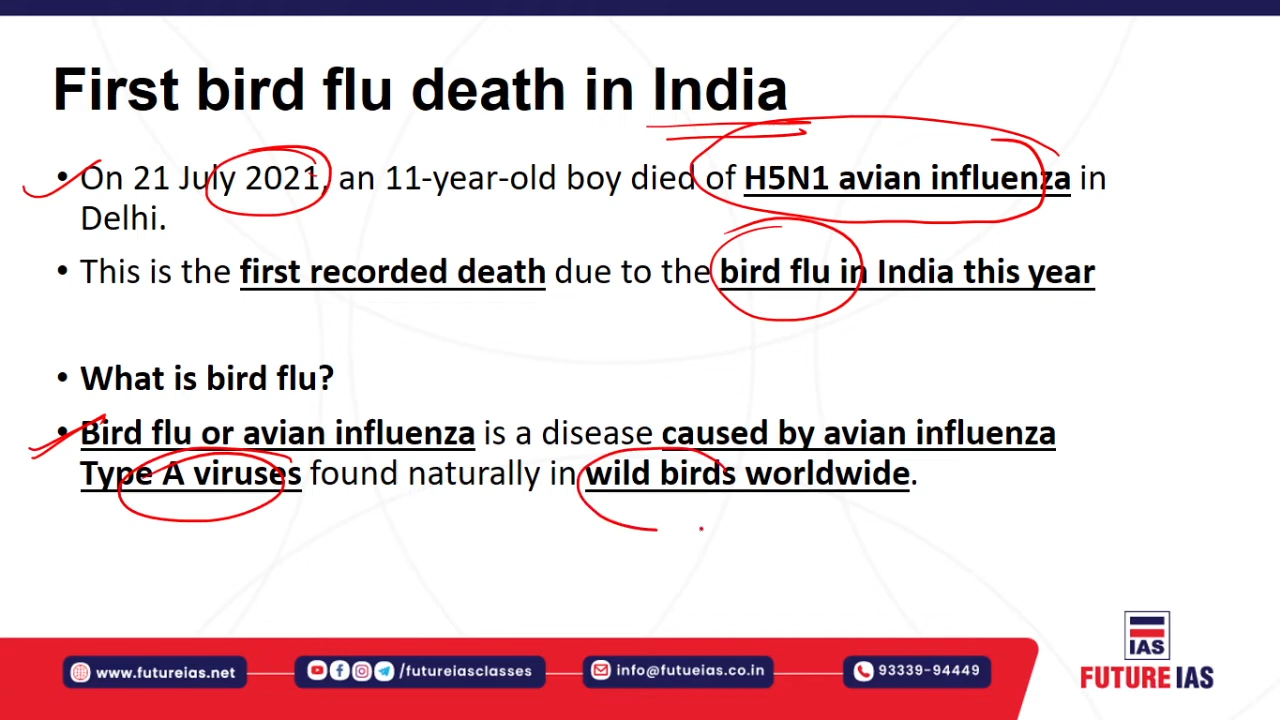 First bird flu death in India
• On 21 July 2021, an 11-year-old boy died of H5N1 avian influenza in
Delhi.
• This is the first recorded death due to the bird flu in India this year
• What is bird flu?
• Bird flu or avian influenza is a disease caused by avian influenza
Type A viruses found naturally in wild birds worldwide.
IAS
www.futureias.net
/futureiasclasses
info@futueias.co.in
93339-94449
FUTURE IAS